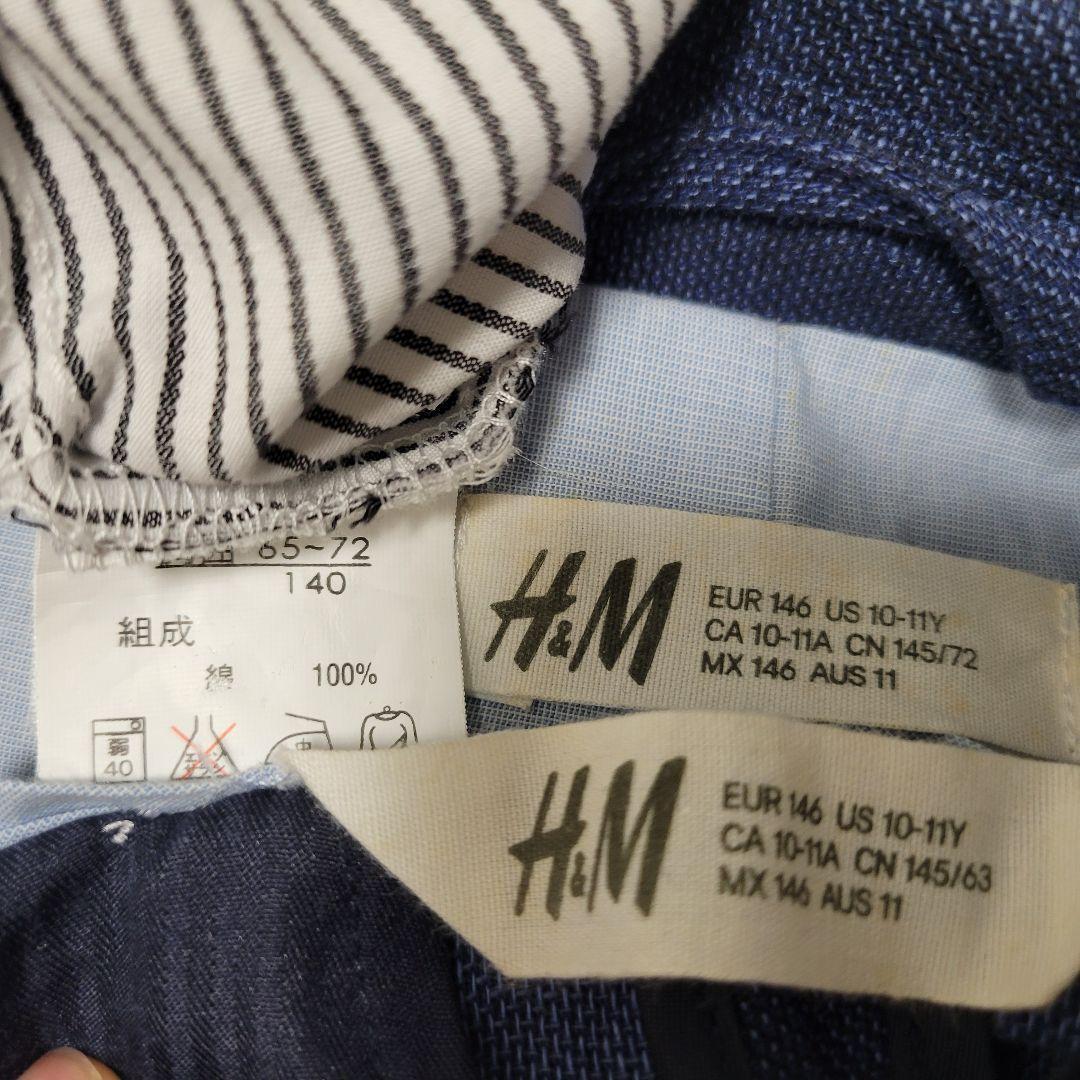 65~72
140
組成
綿 100%
弱
40
中
H&M
EUR 146 US 10-11Y
CA 10-11A CN 145/72
MX 146 AUS 11
H&M
EUR 146 US 10-11Y
CA 10-11A CN 145/63
MX 146 AUS 11